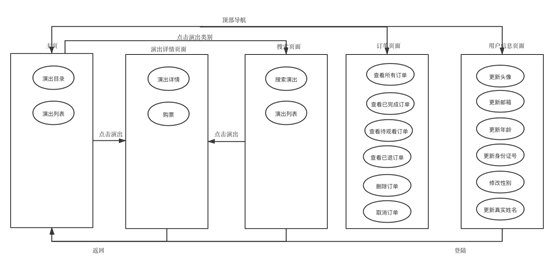 顶部导航
点击演出类别
主页
演出详情页面
搜索页面
订单页面
用户信息页面
演出目录
演出列表
演出详情
购票
搜索演出
演出列表
查看所有订单
查看已完成订单
查看待观看订单
查看已退订单
删除订单
取消订单
更新头像
更新邮箱
更新年龄
更新身份证号
修改性别
更新真实姓名
点击演出
点击演出
返回
登陆